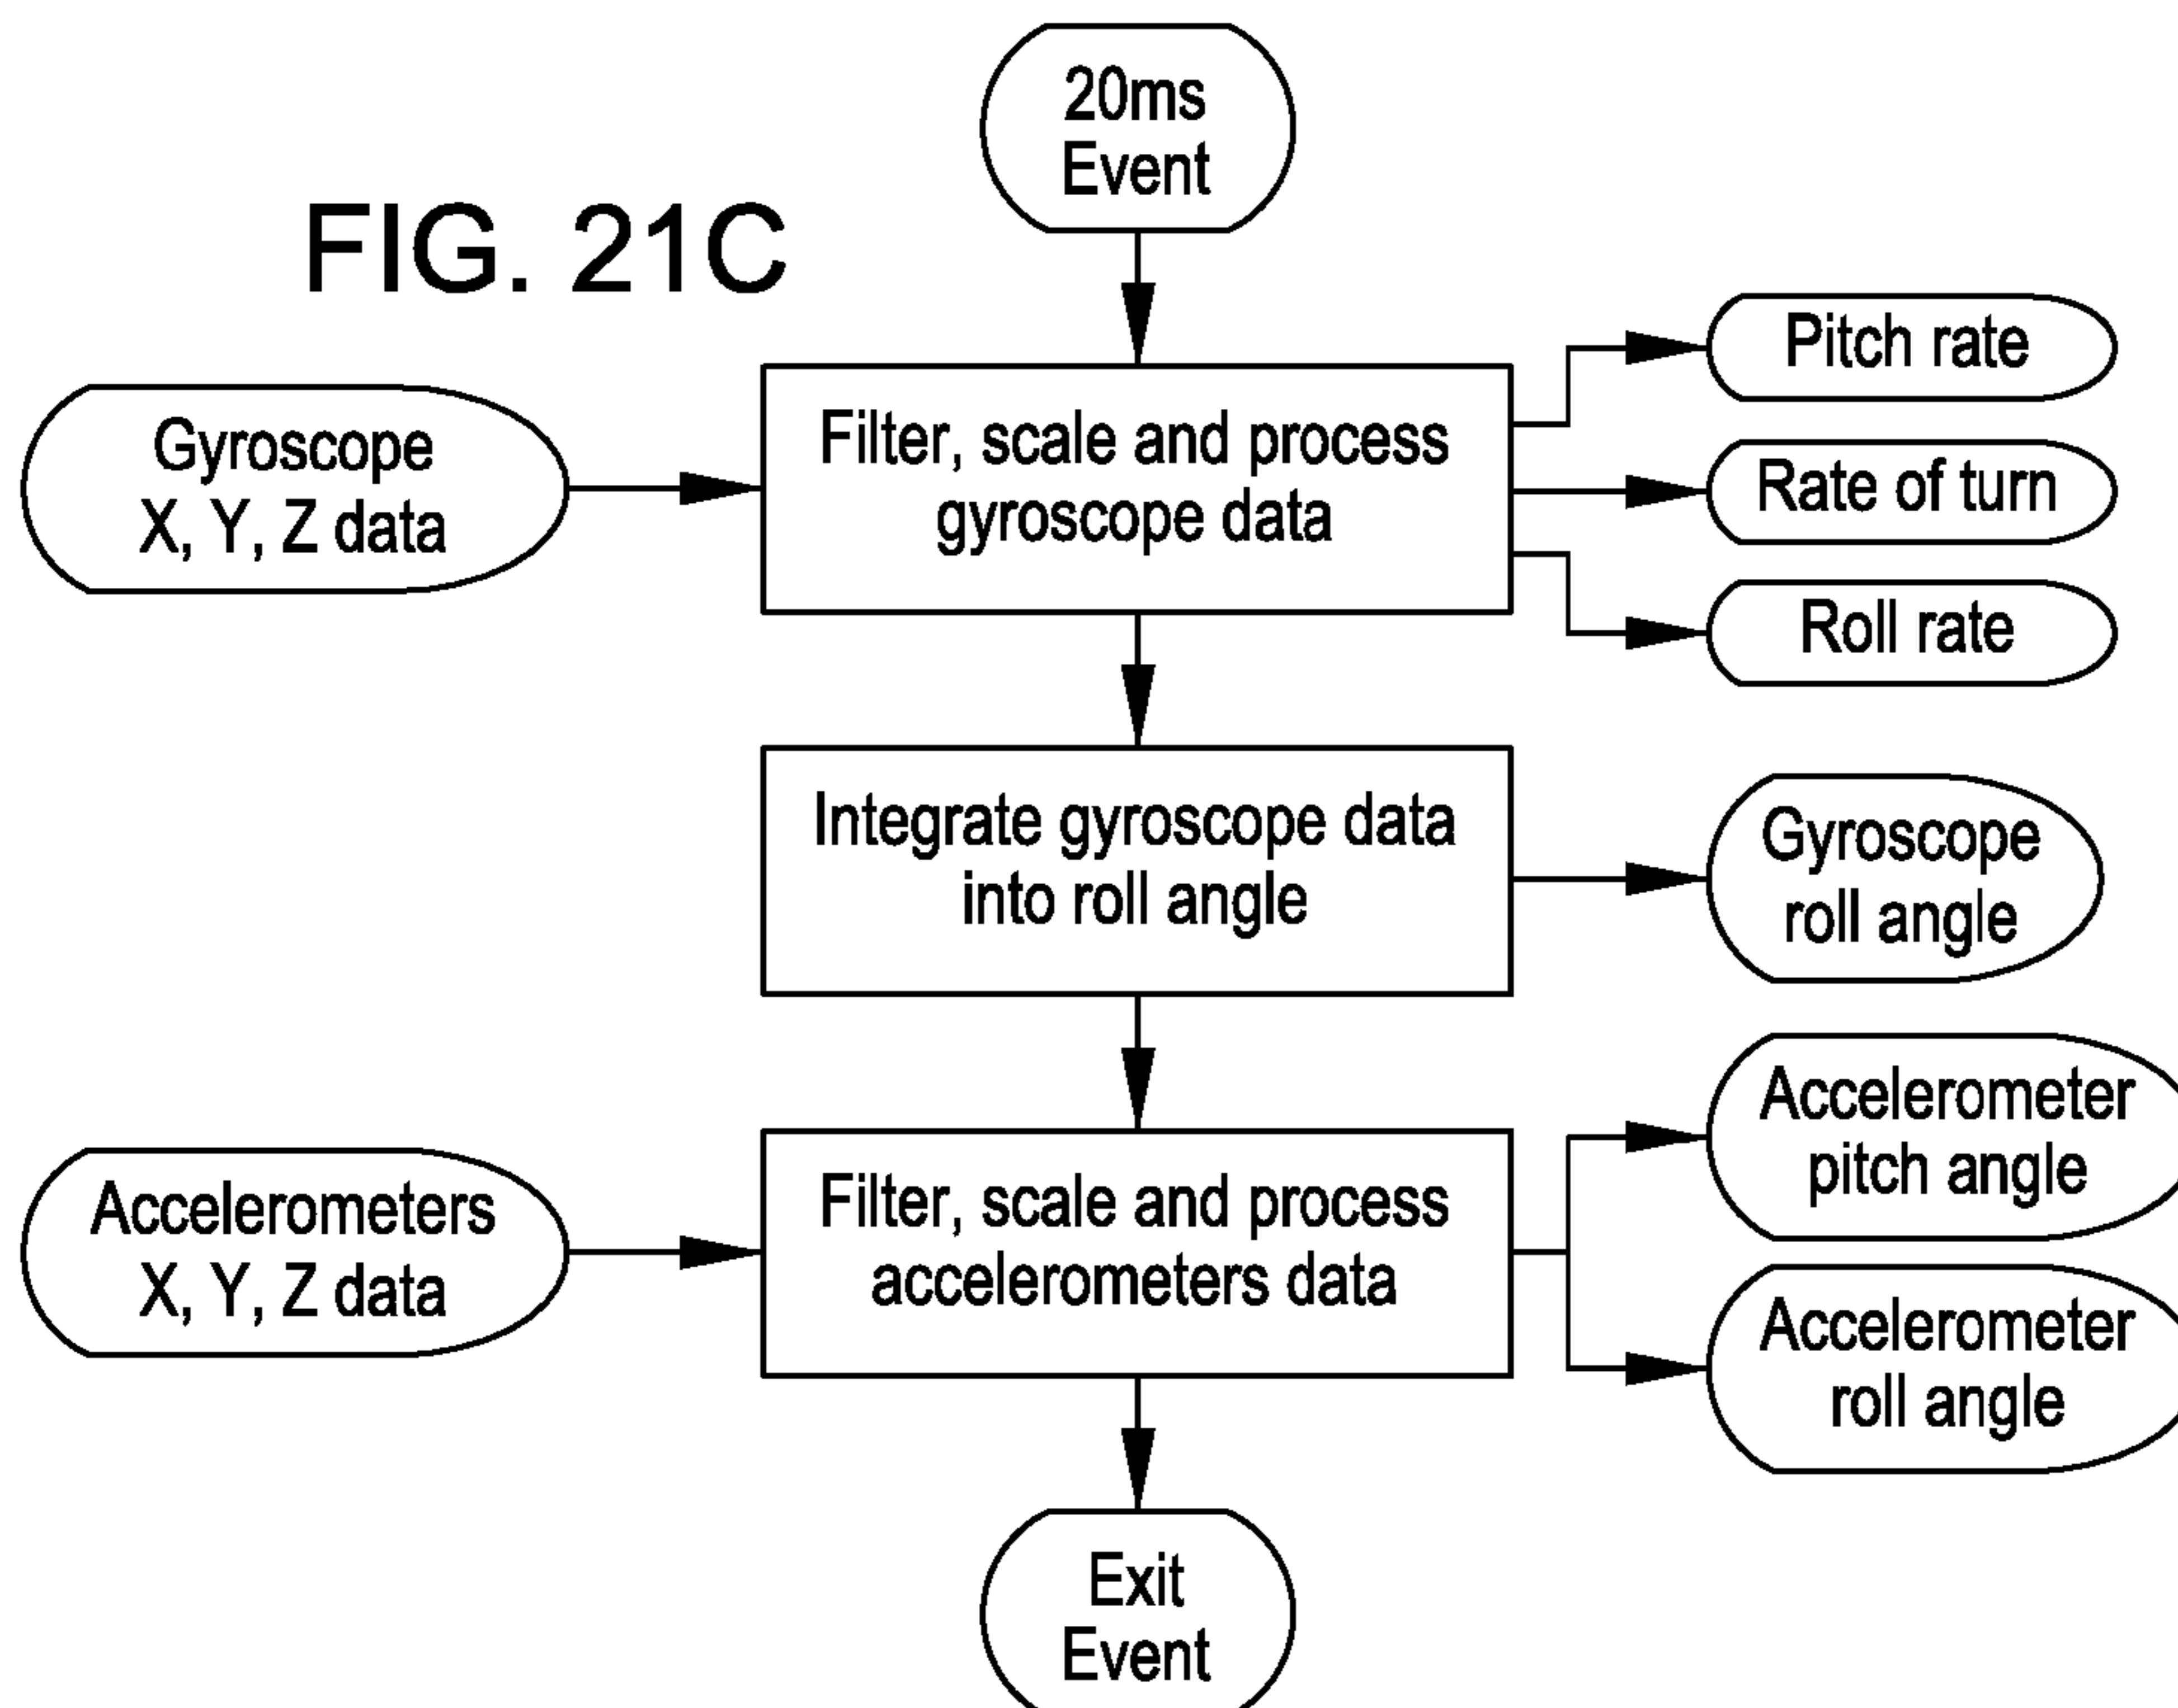 20ms
Event
FIG. 21C
Pitch rate
Gyroscope
X, Y, Z data
Filter, scale and process
gyroscope data
Rate of turn
Roll rate
Integrate gyroscope data
into roll angle
Gyroscope
roll angle
Accelerometers
X, Y, Z data
Filter, scale and process
accelerometers data
Accelerometer
pitch angle
Accelerometer
roll angle
Exit
Event